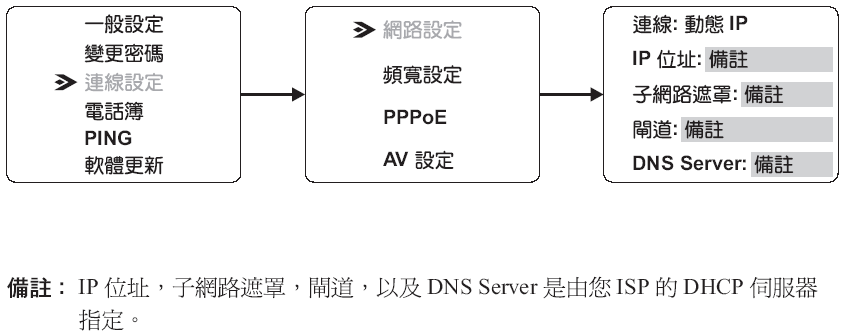 一般設定
變更密碼
連線設定
電話簿
PING
軟體更新
網路設定
頻寬設定
PPPoE
AV 設定
連線: 動態 IP
IP 位址: 備註
子網路遮罩: 備註
閘道: 備註
DNS Server: 備註
備註： IP 位址，子網路遮罩，閘道，以及 DNS Server 是由您 ISP 的 DHCP 伺服器
指定。